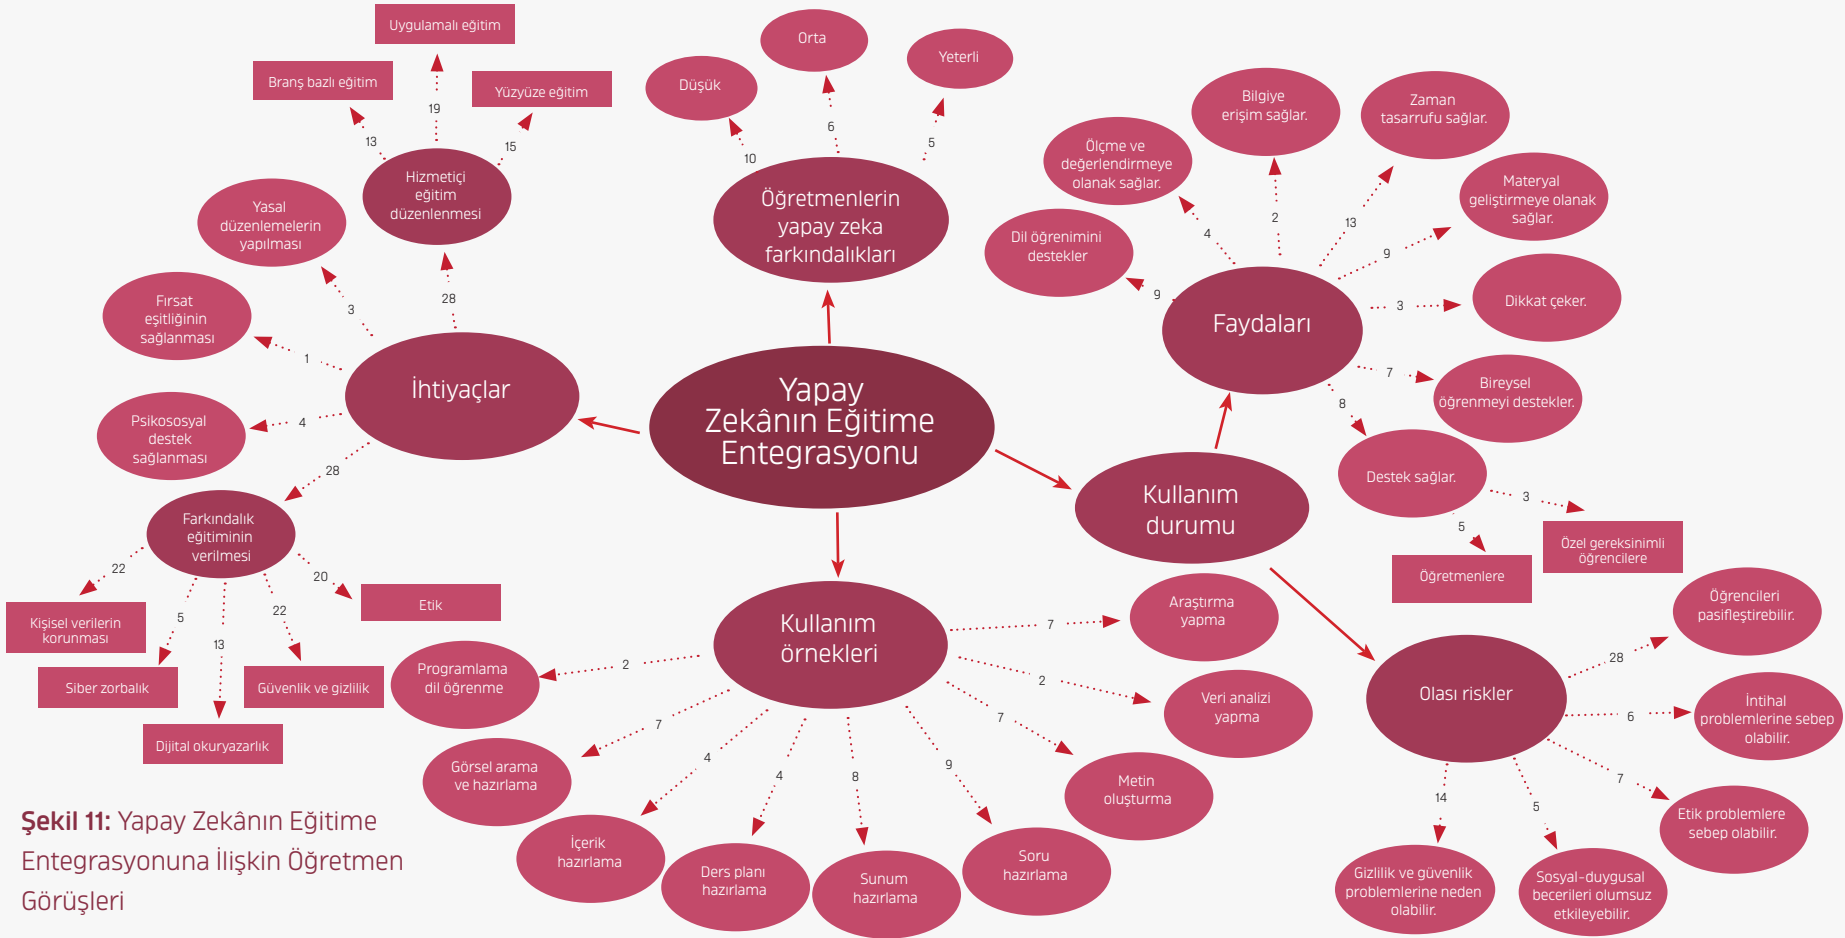 Uygulamalı eğitim
Branş bazlı eğitim
Yüzyüze eğitim
13
19
15
Hizmetiçi
eğitim
düzenlenmesi
Yasal
düzenlemelerin
yapılması
Fırsat
eşitliğinin
sağlanması
Psikososyal
destek
sağlanması
28
3
1
4
28
İhtiyaçlar
Farkındalık
eğitiminin
verilmesi
22
5
13
22
20
Kişisel verilerin
korunması
Siber zorbalık
Dijital okuryazarlık
Güvenlik ve gizlilik
Etik
Düşük
Orta
Yeterli
10
6
5
Öğretmenlerin
yapay zeka
farkındalıkları
Yapay
Zekânın Eğitime
Entegrasyonu
Kullanım
durumu
Faydaları
9
4
2
13
9
3
7
8
Dil öğrenimini
destekler
Ölçme ve
değerlendirmeye
olanak sağlar.
Bilgiye
erişim sağlar.
Zaman
tasarrufu sağlar.
Materyal
geliştirmeye olanak
sağlar.
Dikkat çeker.
Bireysel
öğrenmeyi destekler.
Destek sağlar.
5
3
Öğretmenlere
Özel gereksinimli
öğrencilere
Olası riskler
28
6
7
5
14
Öğrencileri
pasifleştirebilir.
İntihal
problemlerine sebep
olabilir.
Etik problemlere
sebep olabilir.
Sosyal-duygusal
becerileri olumsuz
etkileyebilir.
Gizlilik ve güvenlik
problemlerine neden
olabilir.
Kullanım
örnekleri
2
7
4
4
8
9
7
2
7
Programlama
dil öğrenme
Görsel arama
ve hazırlama
İçerik
hazırlama
Ders planı
hazırlama
Sunum
hazırlama
Soru
hazırlama
Metin
oluşturma
Veri analizi
yapma
Araştırma
yapma
Şekil 11: Yapay Zekânın Eğitime
Entegrasyonuna İlişkin Öğretmen
Görüşleri